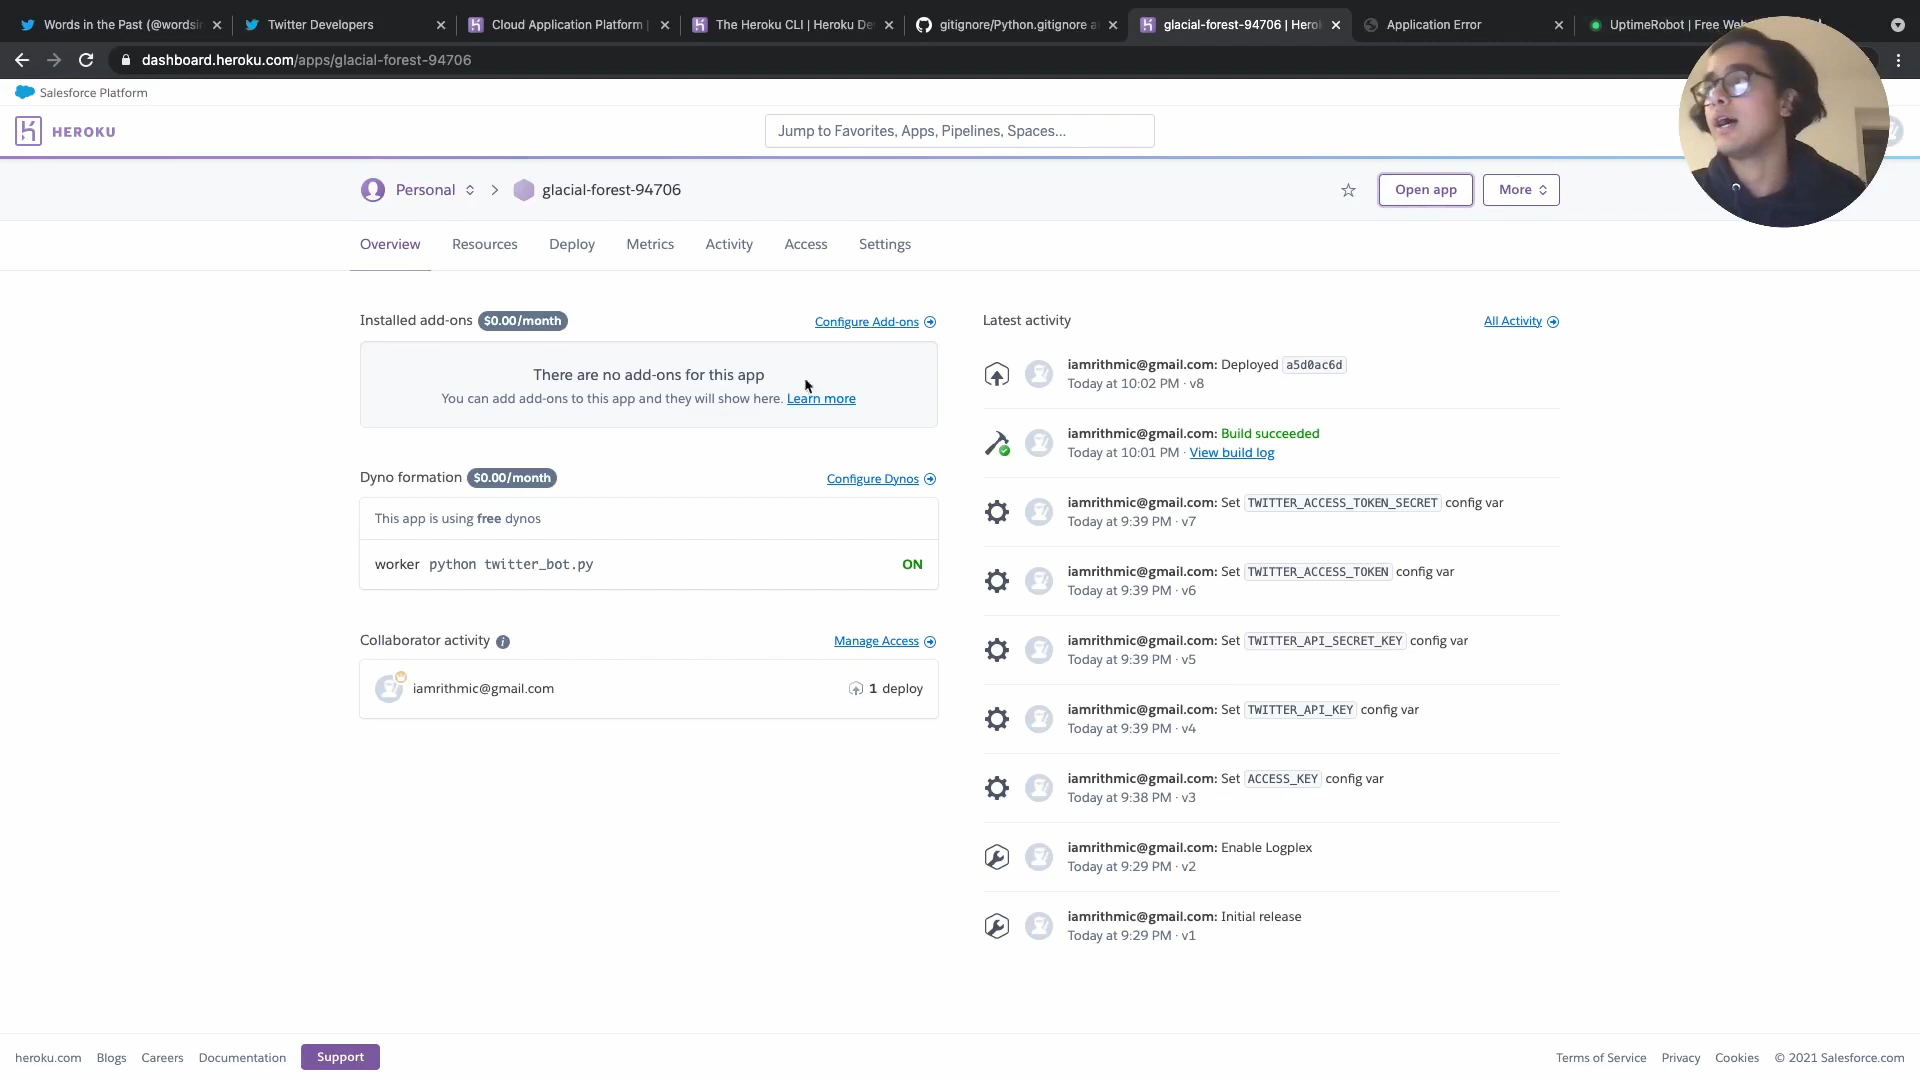 Words in the Past (@wordsin
Twitter Developers
Cloud Application Platform |
The Heroku CLI | Heroku De
gitignore/Python.gitignore a
glacial-forest-94706 | Hero
Application Error
UptimeRobot | Free Web
dashboard.heroku.com/apps/glacial-forest-94706
Salesforce Platform
HEROKU
Jump to Favorites, Apps, Pipelines, Spaces...
Personal
glacial-forest-94706
Open app
More
Overview
Resources
Deploy
Metrics
Activity
Access
Settings
Installed add-ons $0.00/month
Configure Add-ons
There are no add-ons for this app
You can add add-ons to this app and they will show here. Learn more
Dyno formation $0.00/month
Configure Dynos
This app is using free dynos
worker python twitter_bot.py ON
Collaborator activity
Manage Access
iamrithmic@gmail.com
1 deploy
Latest activity
All Activity
iamrithmic@gmail.com: Deployed a5d0ac6d
Today at 10:02 PM · v8
iamrithmic@gmail.com: Build succeeded
Today at 10:01 PM · View build log
iamrithmic@gmail.com: Set TWITTER_ACCESS_TOKEN_SECRET config var
Today at 9:39 PM · v7
iamrithmic@gmail.com: Set TWITTER_ACCESS_TOKEN config var
Today at 9:39 PM · v6
iamrithmic@gmail.com: Set TWITTER_API_SECRET_KEY config var
Today at 9:39 PM · v5
iamrithmic@gmail.com: Set TWITTER_API_KEY config var
Today at 9:39 PM · v4
iamrithmic@gmail.com: Set ACCESS_KEY config var
Today at 9:38 PM · v3
iamrithmic@gmail.com: Enable Logplex
Today at 9:29 PM · v2
iamrithmic@gmail.com: Initial release
Today at 9:29 PM · v1
heroku.com
Blogs
Careers
Documentation
Support
Terms of Service
Privacy
Cookies
© 2021 Salesforce.com